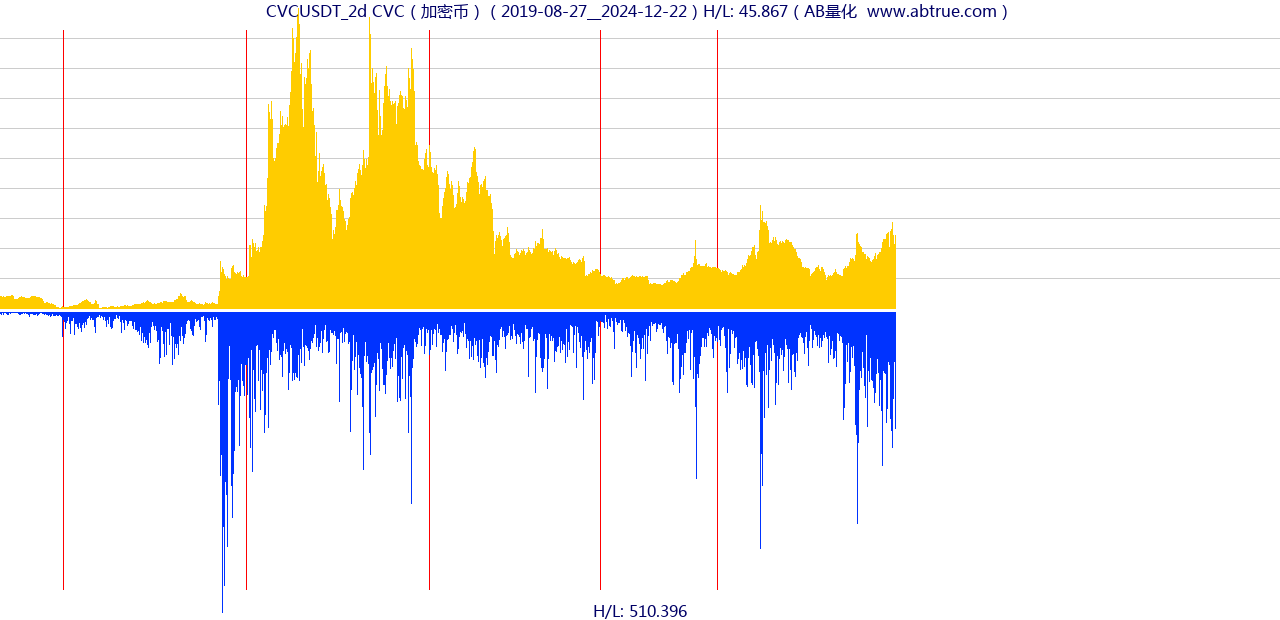 CVCUSDT_2d CVC（加密币）（2019-08-27__2024-12-22）H/L: 45.867（AB量化  www.abtrue.com）
H/L: 510.396